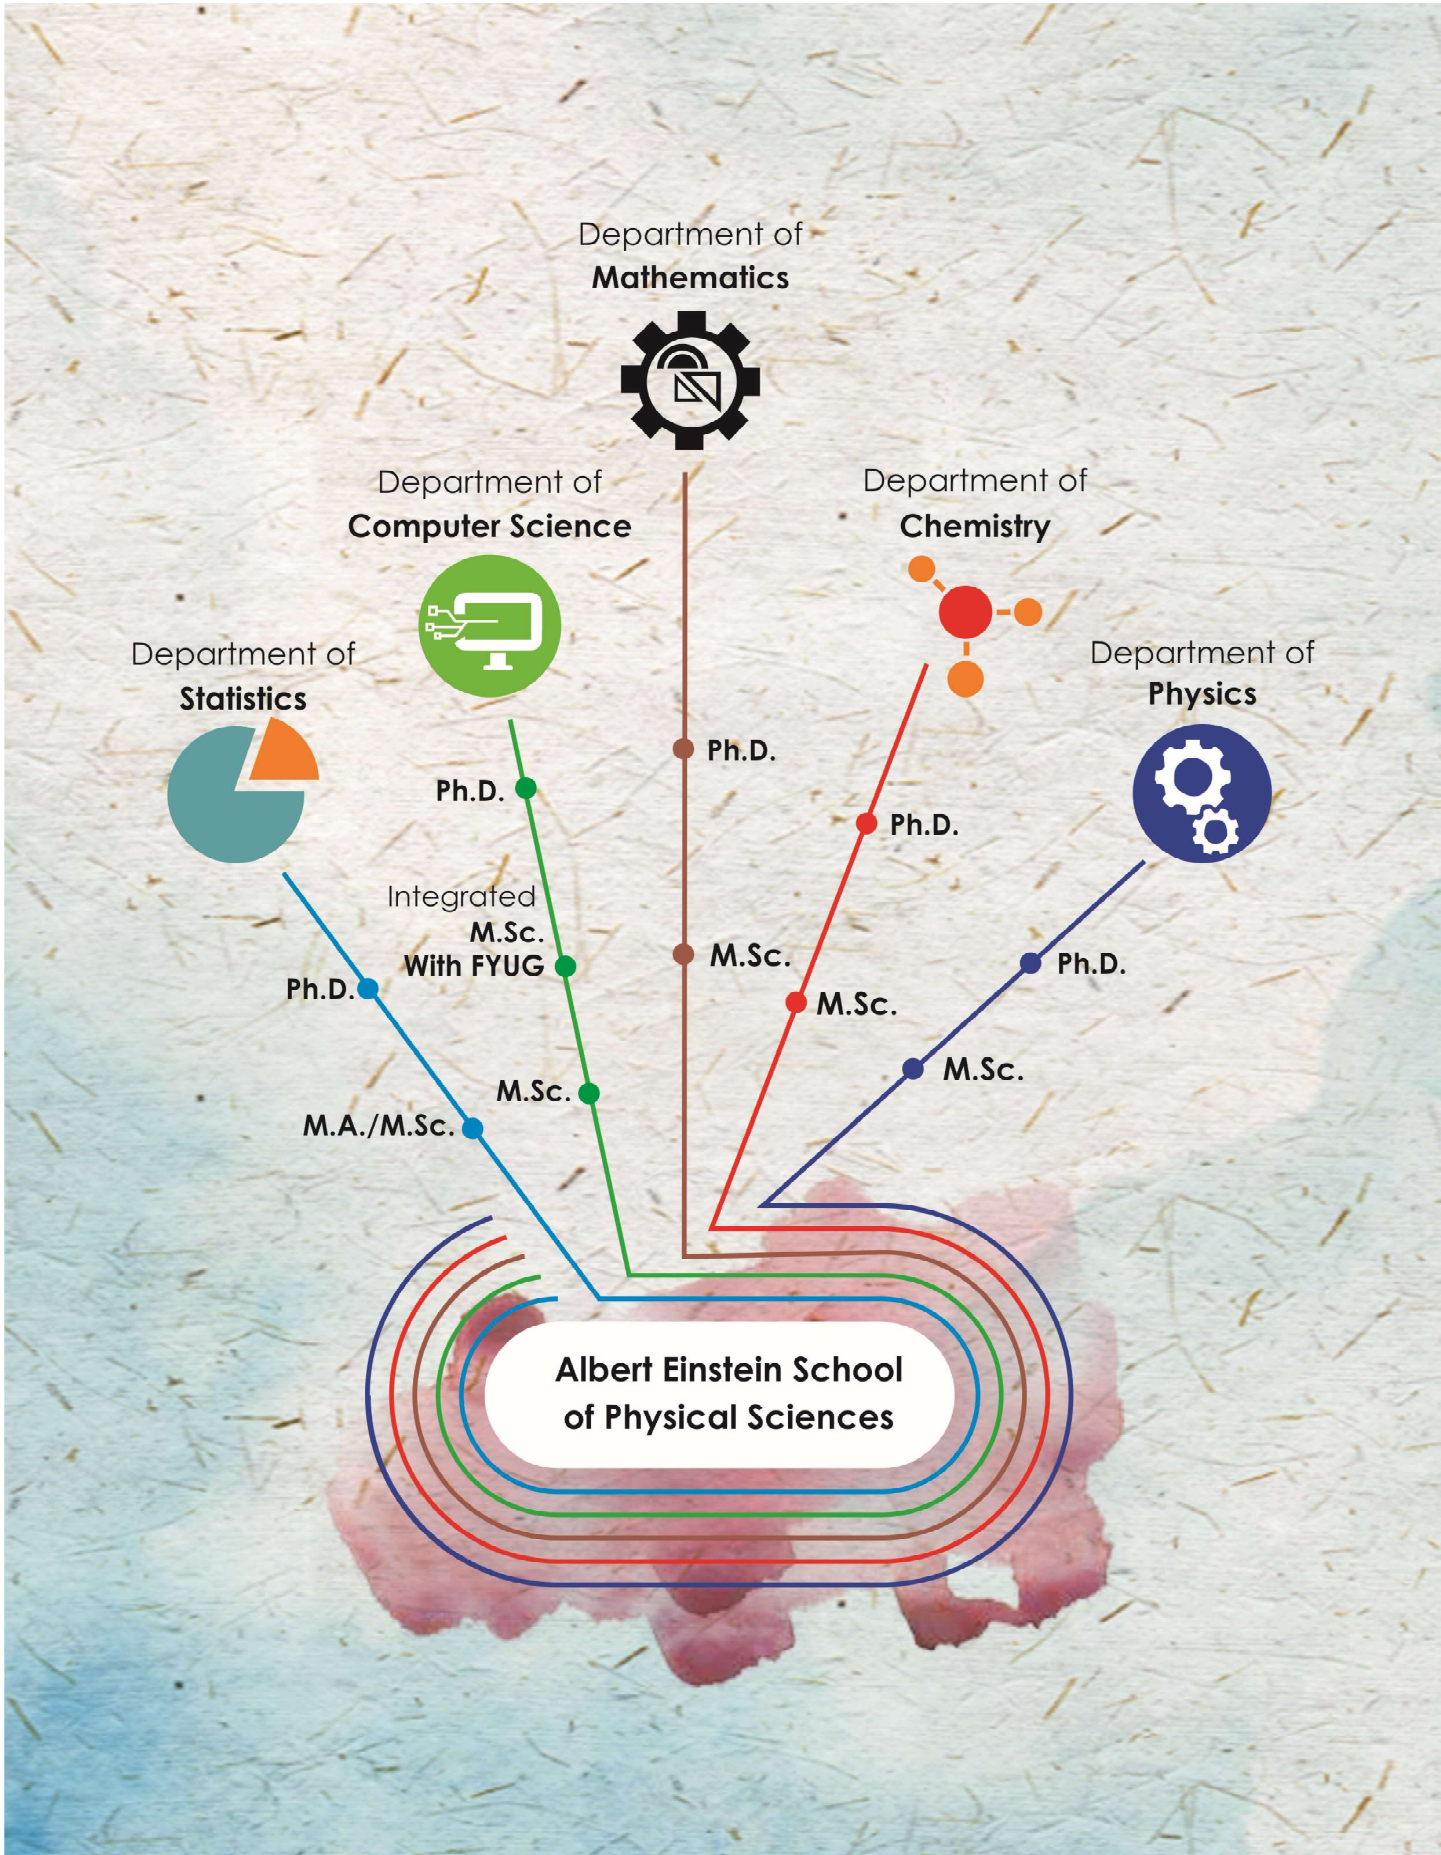 Department of
Mathematics
Department of
Computer Science
Department of
Chemistry
Department of
Statistics
Department of
Physics
Ph.D.
Ph.D.
Ph.D.
Integrated
M.Sc.
With FYUG
M.Sc.
Ph.D.
M.Sc.
Ph.D.
M.Sc.
M.Sc.
M.A./M.Sc.
Albert Einstein School
of Physical Sciences